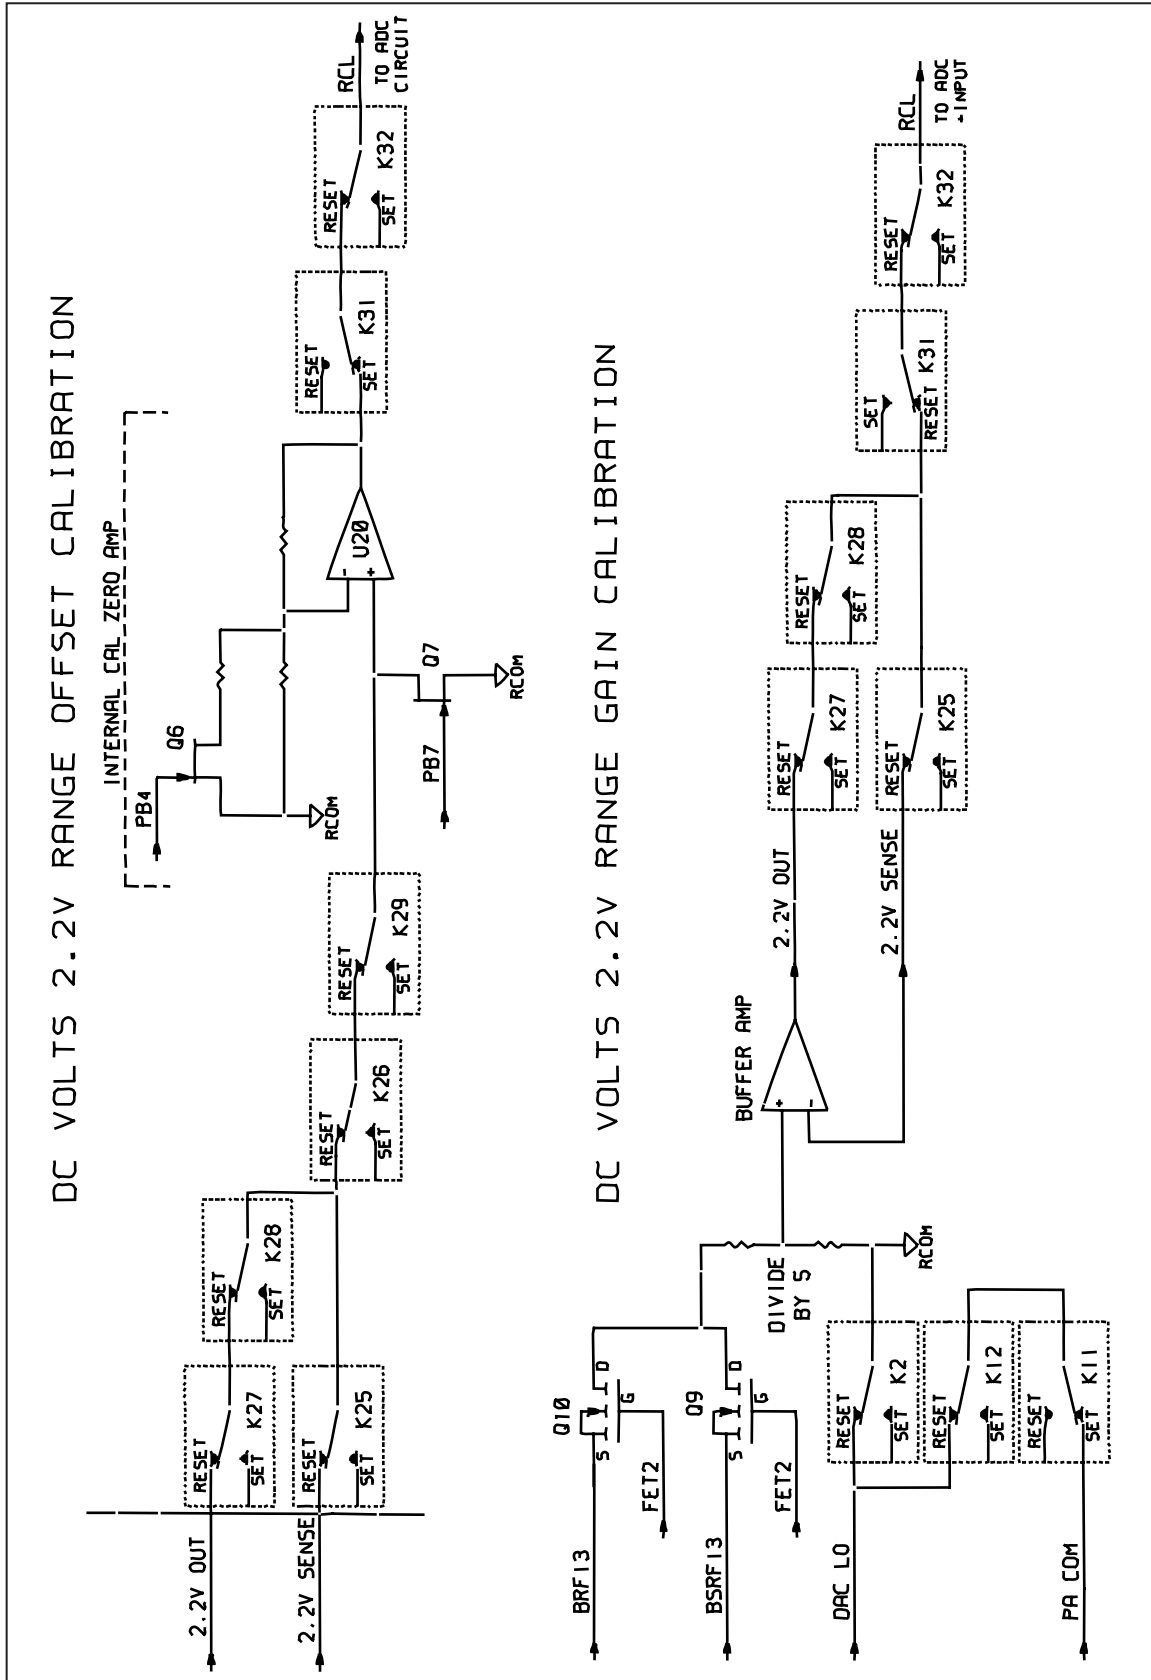 DC VOLTS 2.2V RANGE OFFSET CALIBRATION
INTERNAL CAL ZERO AMP
2.2V OUT
2.2V SENSE
RESET
SET
K27
RESET
SET
K25
RESET
SET
K28
RESET
SET
K26
RESET
SET
K29
PB4
Q6
RCOM
PB7
Q7
RCOM
-
+
U20
RESET
SET
K31
RESET
SET
K32
RCL
TO ADC
CIRCUIT
DC VOLTS 2.2V RANGE GAIN CALIBRATION
BRF13
Q10
S
D
G
FET2
BSRF13
Q9
S
D
G
FET2
DAC LO
PA COM
RESET
SET
K2
RESET
SET
K12
RESET
SET
K11
DIVIDE
BY 5
RCOM
BUFFER AMP
+
-
2.2V OUT
2.2V SENSE
RESET
SET
K27
RESET
SET
K25
RESET
SET
K28
SET
RESET
K31
RESET
SET
K32
RCL
TO ADC
+INPUT